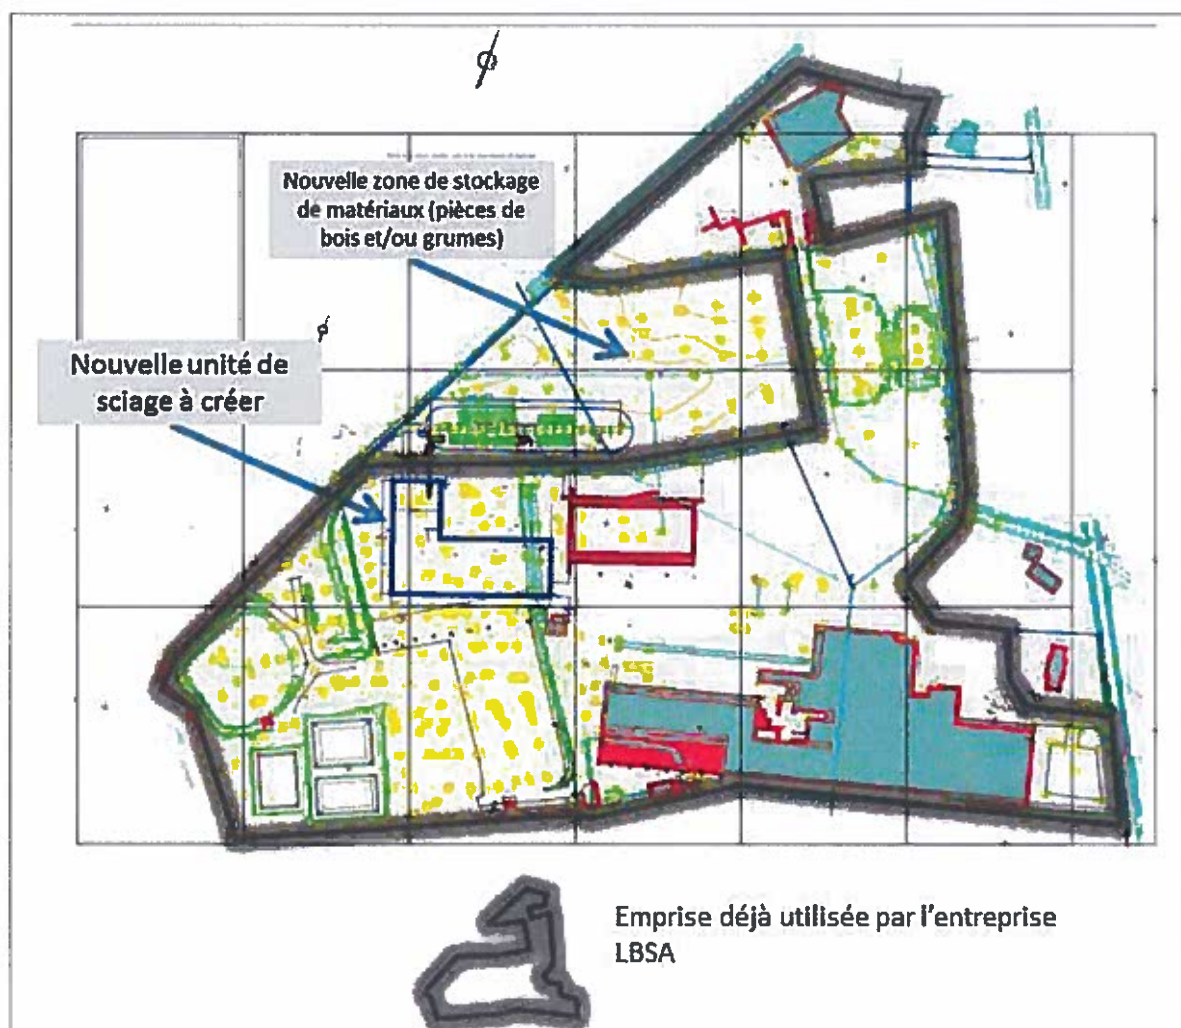 Nouvelle zone de stockage
de matériaux (pièces de
bois et/ou grumes)
Nouvelle unité de
sciage à créer
Emprise déjà utilisée par l'entreprise
LBSA